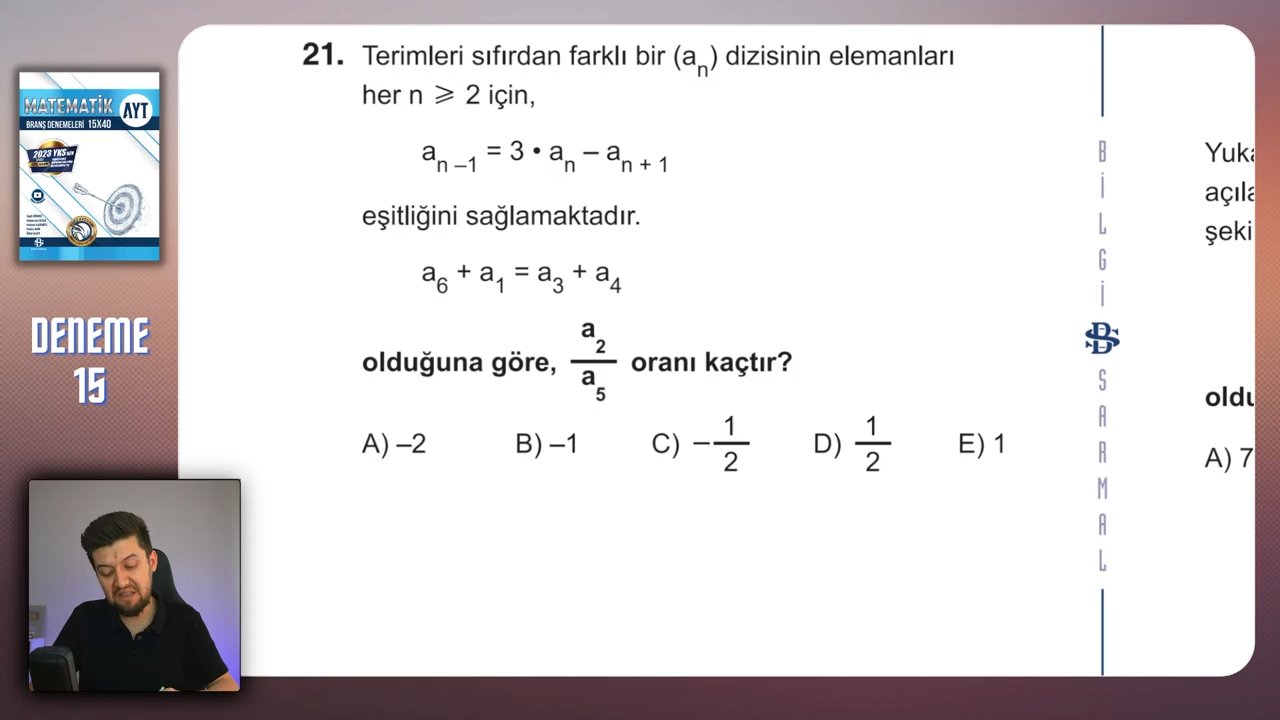 MATEMATİK AYT
BRANŞ DENEMELERİ 15X40
DENEME
15
21. Terimleri sıfırdan farklı bir (aₙ) dizisinin elemanları
her n ⩾ 2 için,
aₙ ₋₁ = 3 • aₙ – aₙ ₊ ₁
eşitliğini sağlamaktadır.
a₆ + a₁ = a₃ + a₄
olduğuna göre, a₂/a₅ oranı kaçtır?
A) –2 B) –1 C) –1/2 D) 1/2 E) 1
BİLGİ
SARMAL
Yuka
açıla
şeki
oldu
A) 7